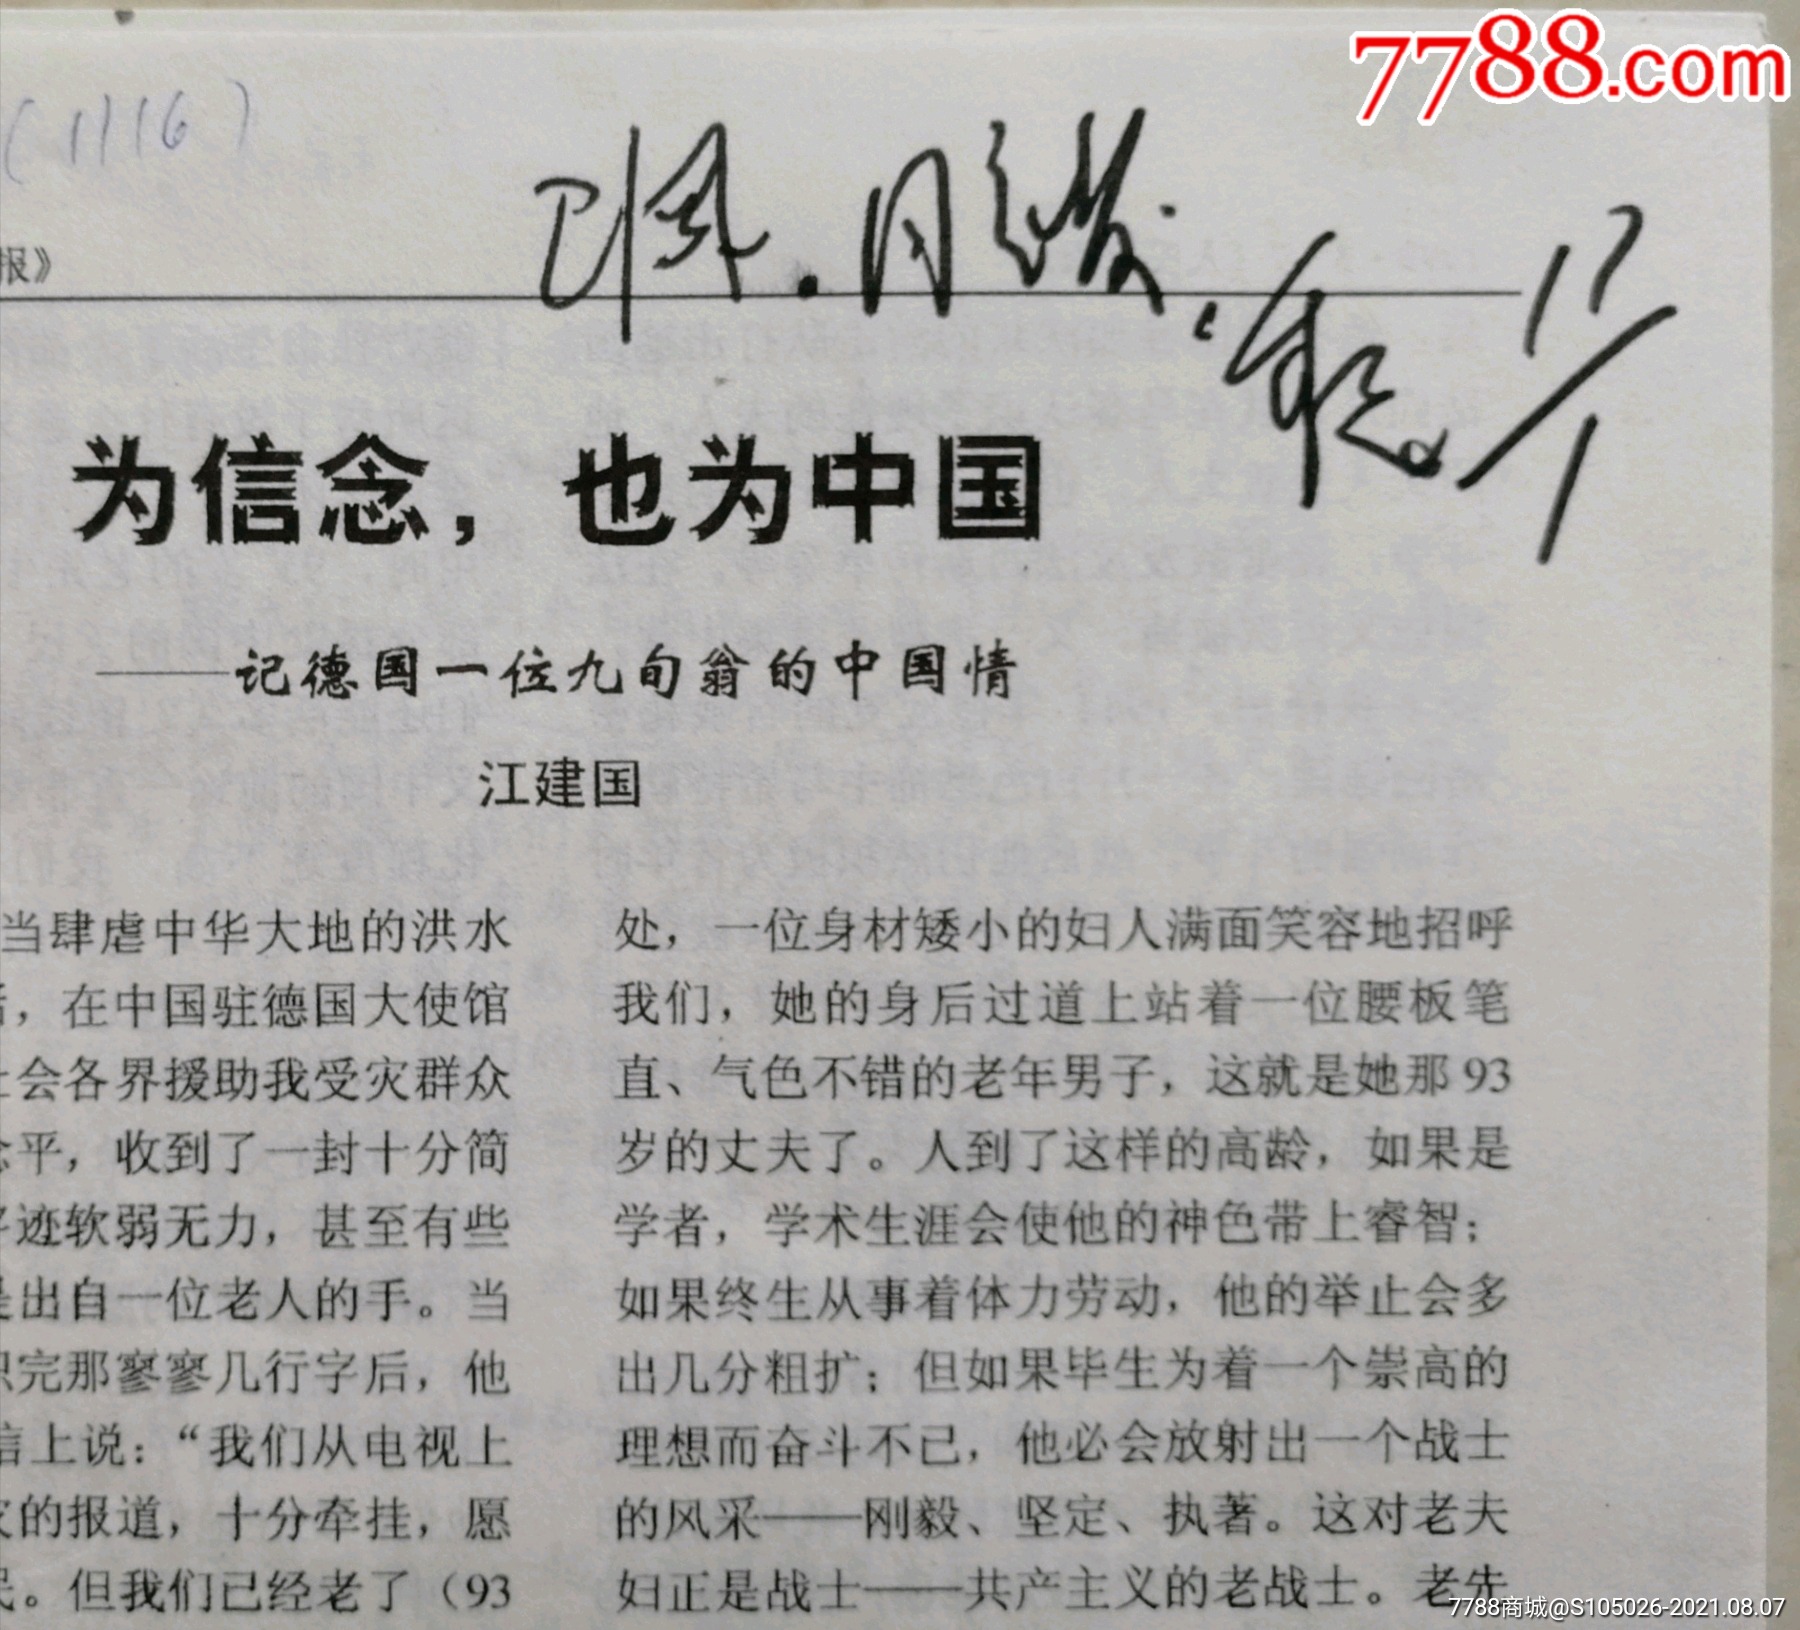 7788.com
(1116)
报》
17/1
为信念，也为中国
——记德国一位九旬翁的中国情
江建国
当肆虐中华大地的洪水
，在中国驻德国大使馆
会各界援助我受灾群众
平，收到了一封十分简
迹软弱无力，甚至有些
出自一位老人的手。当
完那寥寥几行字后，他
信上说：“我们从电视上
的报道，十分牵挂，愿
民。但我们已经老了（93
处，一位身材矮小的妇人满面笑容地招呼
我们，她的身后过道上站着一位腰板笔
直、气色不错的老年男子，这就是她那93
岁的丈夫了。人到了这样的高龄，如果是
学者，学术生涯会使他的神色带上睿智；
如果终生从事着体力劳动，他的举止会多
出几分粗犷；但如果毕生为着一个崇高的
理想而奋斗不已，他必会放射出一个战士
的风采——刚毅、坚定、执著。这对老夫
妇正是战士——共产主义的老战士。老先
7788商城@S105026-2021.08.07